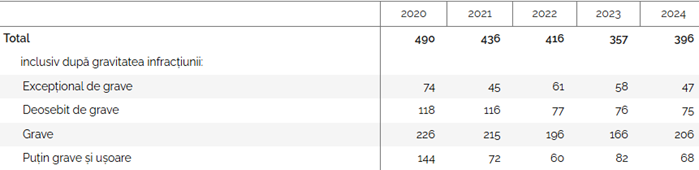 2020 2021 2022 2023 2024
Total 490 436 416 357 396
inclusiv după gravitatea infracțiunii:
Excepțional de grave 74 45 61 58 47
Deosebit de grave 118 116 77 76 75
Grave 226 215 196 166 206
Puțin grave și ușoare 144 72 60 82 68